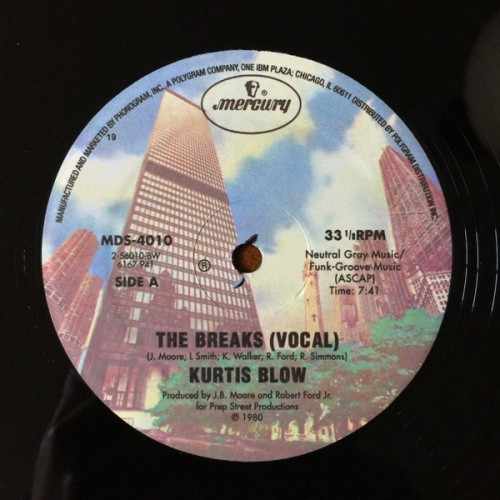 MANUFACTURED AND MARKETED BY PHONOGRAM, INC., A POLYGRAM COMPANY, ONE IBM PLAZA; CHICAGO, IL 60611 DISTRIBUTED BY POLYGRAM DISTRIBUTION INC.
19
®
mercury
MDS-4010
2-56010-BW
6167 941
SIDE A
®
33 1/3 RPM
Neutral Gray Music/
Funk-Groove Music
(ASCAP)
Time: 7:41
THE BREAKS (VOCAL)
(J. Moore; L Smith; K. Walker; R. Ford; R. Simmons)
KURTIS BLOW
Produced by J.B. Moore and Robert Ford Jr.
for Prep Street Productions
℗ 1980